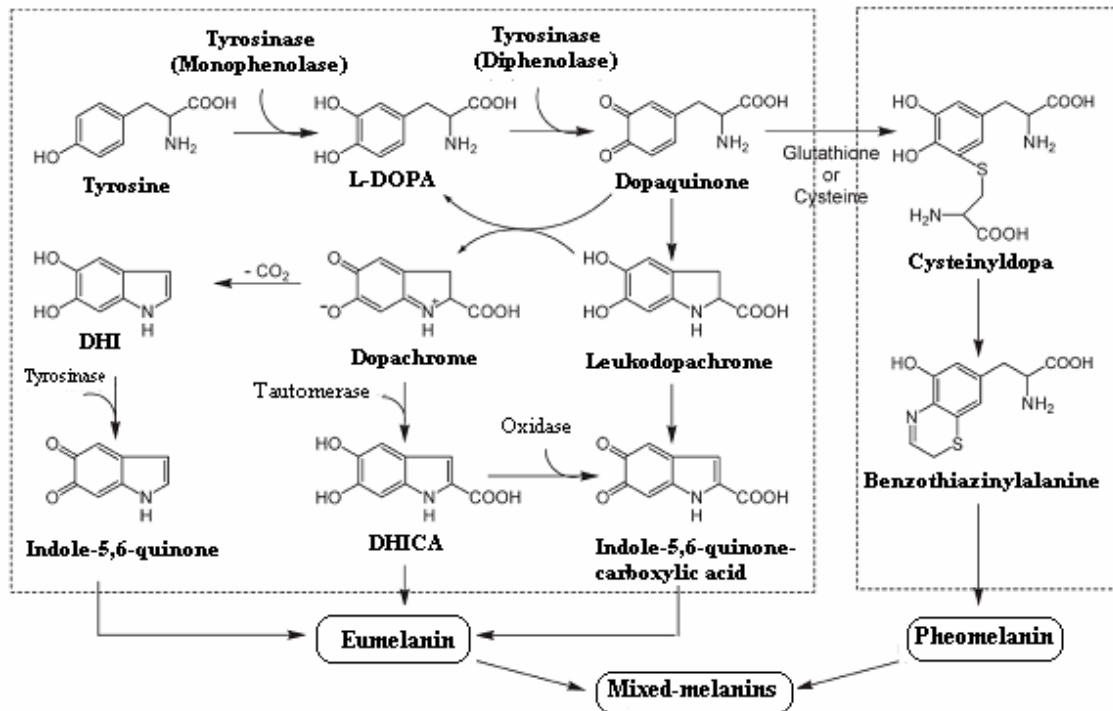 Tyrosinase
(Monophenolase)
Tyrosinase
(Diphenolase)
COOH
NH2
HO
Tyrosine
HO
HO
COOH
NH2
L-DOPA
O
O
COOH
NH2
Dopaquinone
Glutathione
or
Cysteine
HO
HO
COOH
NH2
S
H2N
COOH
Cysteinyldopa
HO
HO
N
H
DHI
- CO2
O
-O
N+
H
COOH
Dopachrome
HO
HO
N
H
COOH
Leukodopachrome
Tyrosinase
Tautomerase
Oxidase
HO
N
S
COOH
NH2
Benzothiazinylalanine
O
O
N
H
Indole-5,6-quinone
HO
HO
N
H
COOH
DHICA
O
O
N
H
COOH
Indole-5,6-quinone-
carboxylic acid
Eumelanin
Pheomelanin
Mixed-melanins